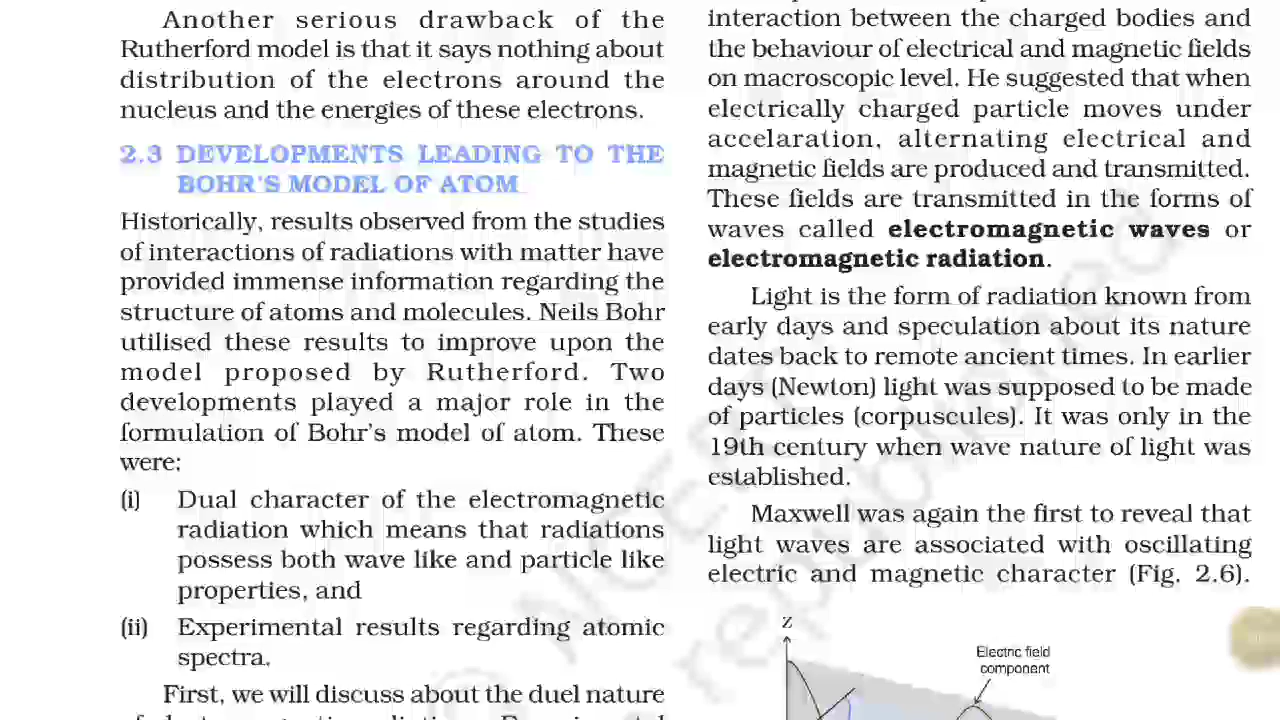 Another serious drawback of the
Rutherford model is that it says nothing about
distribution of the electrons around the
nucleus and the energies of these electrons.
2.3 DEVELOPMENTS LEADING TO THE
BOHR'S MODEL OF ATOM
Historically, results observed from the studies
of interactions of radiations with matter have
provided immense information regarding the
structure of atoms and molecules. Neils Bohr
utilised these results to improve upon the
model proposed by Rutherford. Two
developments played a major role in the
formulation of Bohr's model of atom. These
were:
(i) Dual character of the electromagnetic
radiation which means that radiations
possess both wave like and particle like
properties, and
(ii) Experimental results regarding atomic
spectra.
First, we will discuss about the duel nature
interaction between the charged bodies and
the behaviour of electrical and magnetic fields
on macroscopic level. He suggested that when
electrically charged particle moves under
accelaration, alternating electrical and
magnetic fields are produced and transmitted.
These fields are transmitted in the forms of
waves called electromagnetic waves or
electromagnetic radiation.
Light is the form of radiation known from
early days and speculation about its nature
dates back to remote ancient times. In earlier
days (Newton) light was supposed to be made
of particles (corpuscules). It was only in the
19th century when wave nature of light was
established.
Maxwell was again the first to reveal that
light waves are associated with oscillating
electric and magnetic character (Fig. 2.6).
Z
Electric field
component
© NCERT
republished